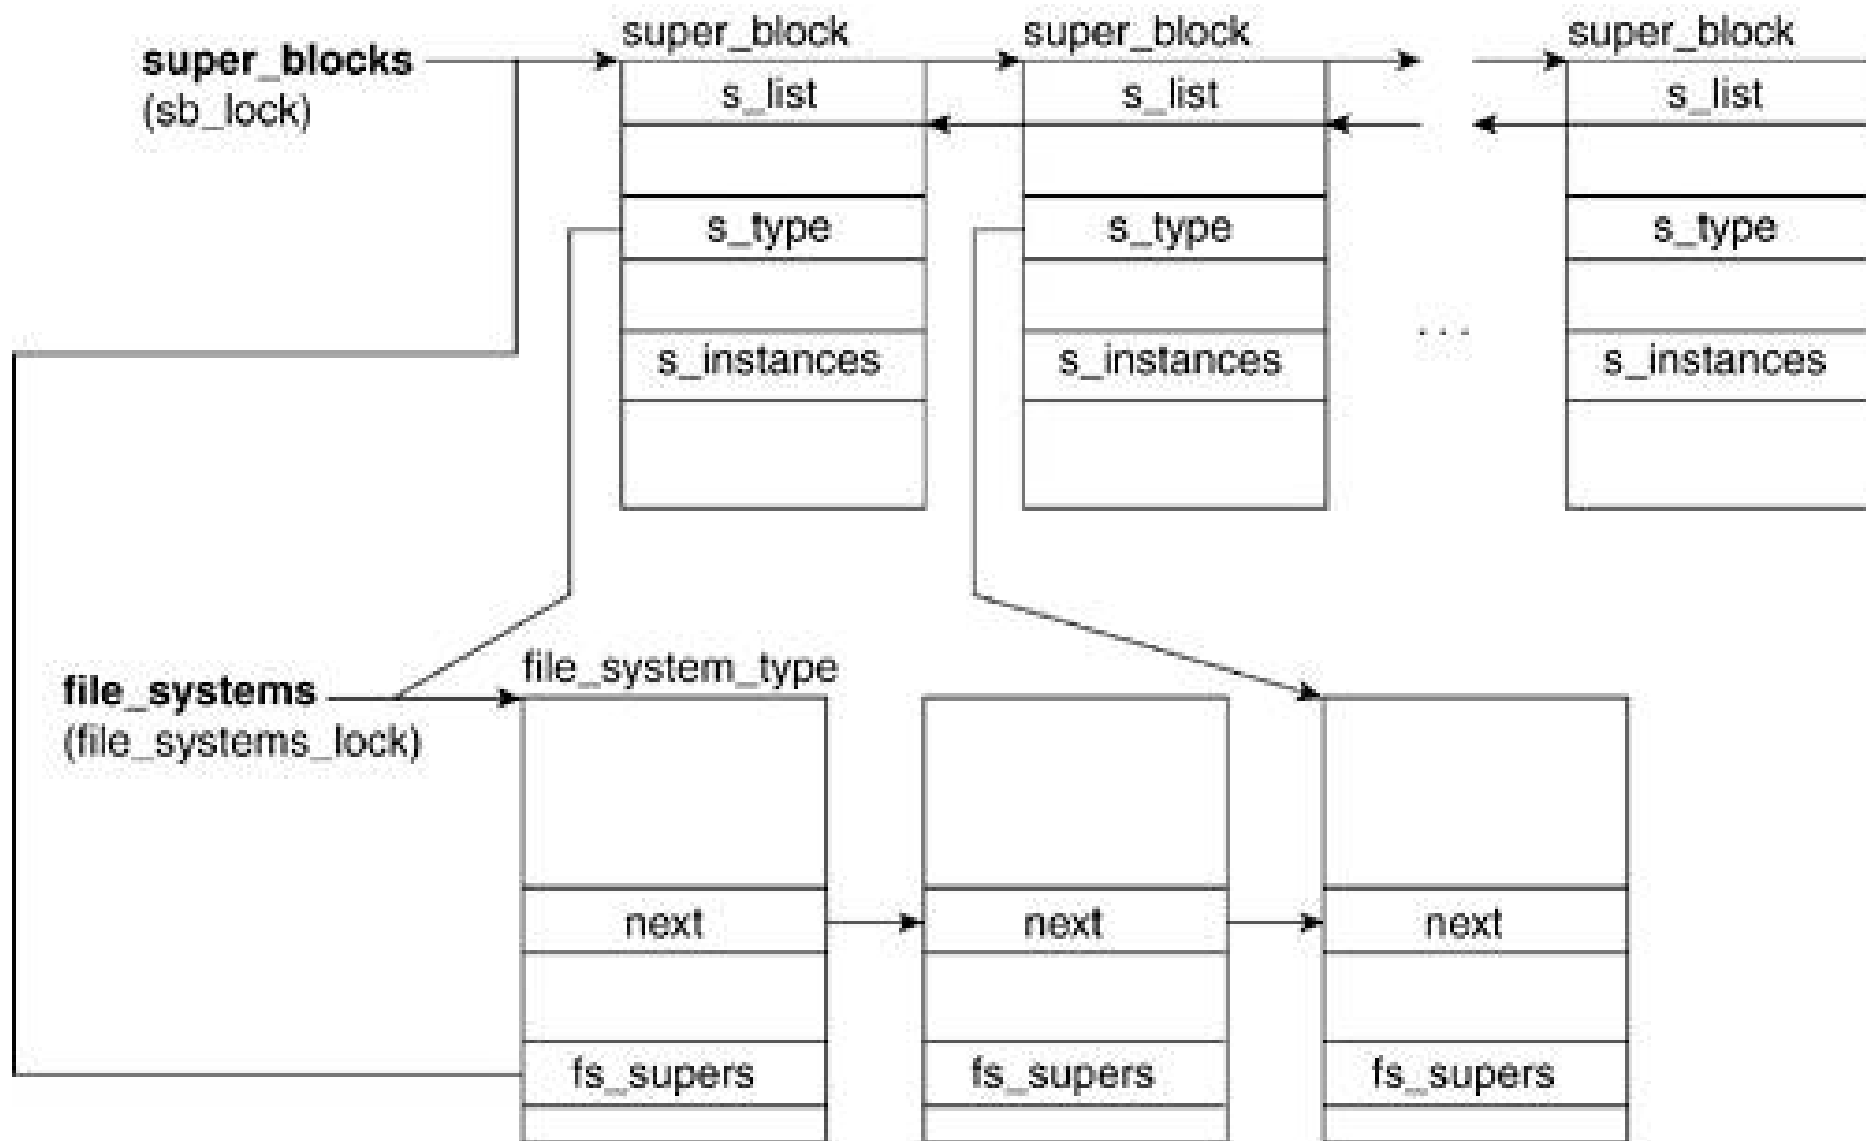 super_block super_block super_block
super_blocks
(sb_lock)
s_list s_list s_list
s_type s_type s_type
. . .
s_instances s_instances s_instances
file_system_type
file_systems
(file_systems_lock)
next next next
fs_supers fs_supers fs_supers